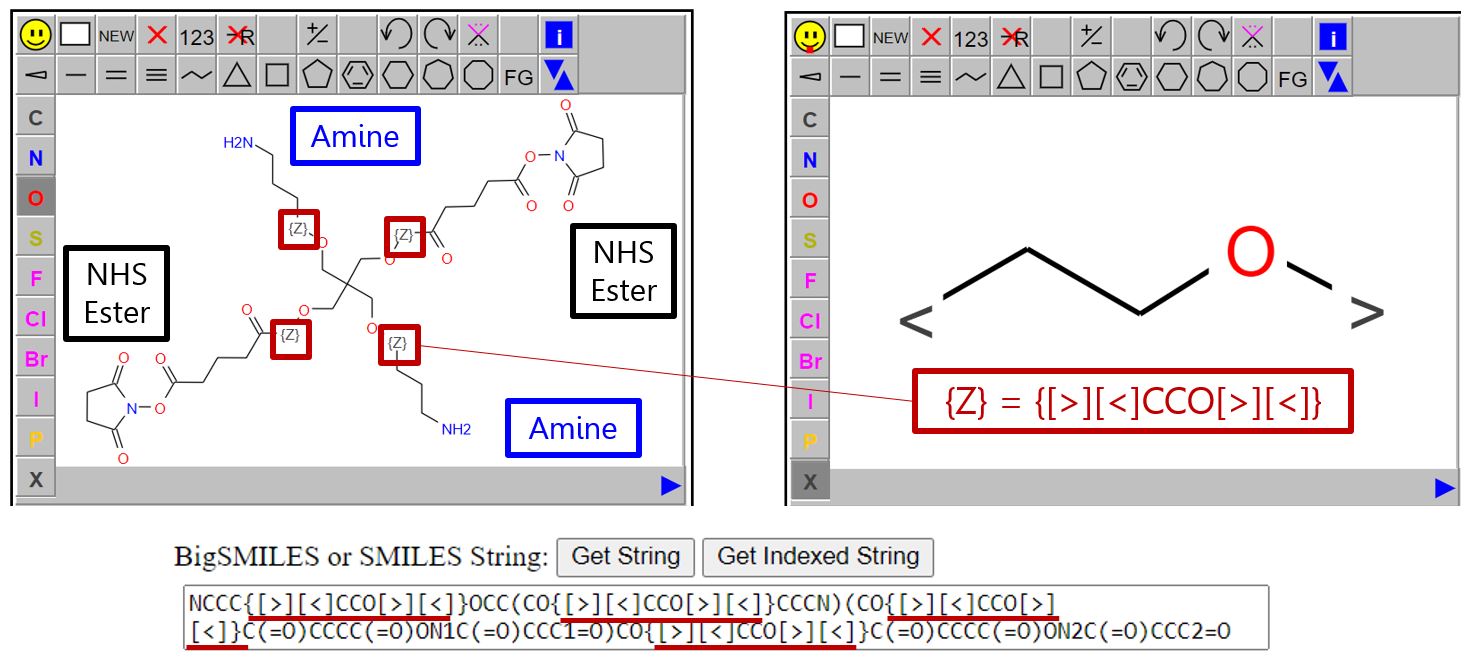 NEW 123 R +/- i
FG
C
N
O
S
F
Cl
Br
I
P
X
Amine
H2N
{Z}
O
{Z}
O
O
O
O
O
N
O
O
NHS
Ester
NHS
Ester
O
O
{Z}
O
{Z}
O
O
O
N
O
O
NH2
Amine
NEW 123 R +/- i
FG
C
N
O
S
F
Cl
Br
I
P
X
< O >
{Z} = {[>][<]CCO[>][<]}
BigSMILES or SMILES String: Get String Get Indexed String
NCCC{[>][<]CCO[>][<]}OCC(CO{[>][<]CCO[>][<]}CCCN)(CO{[>][<]CCO[>]
[<]}C(=O)CCCC(=O)ON1C(=O)CCC1=O)CO{[>][<]CCO[>][<]}C(=O)CCCC(=O)ON2C(=O)CCC2=O